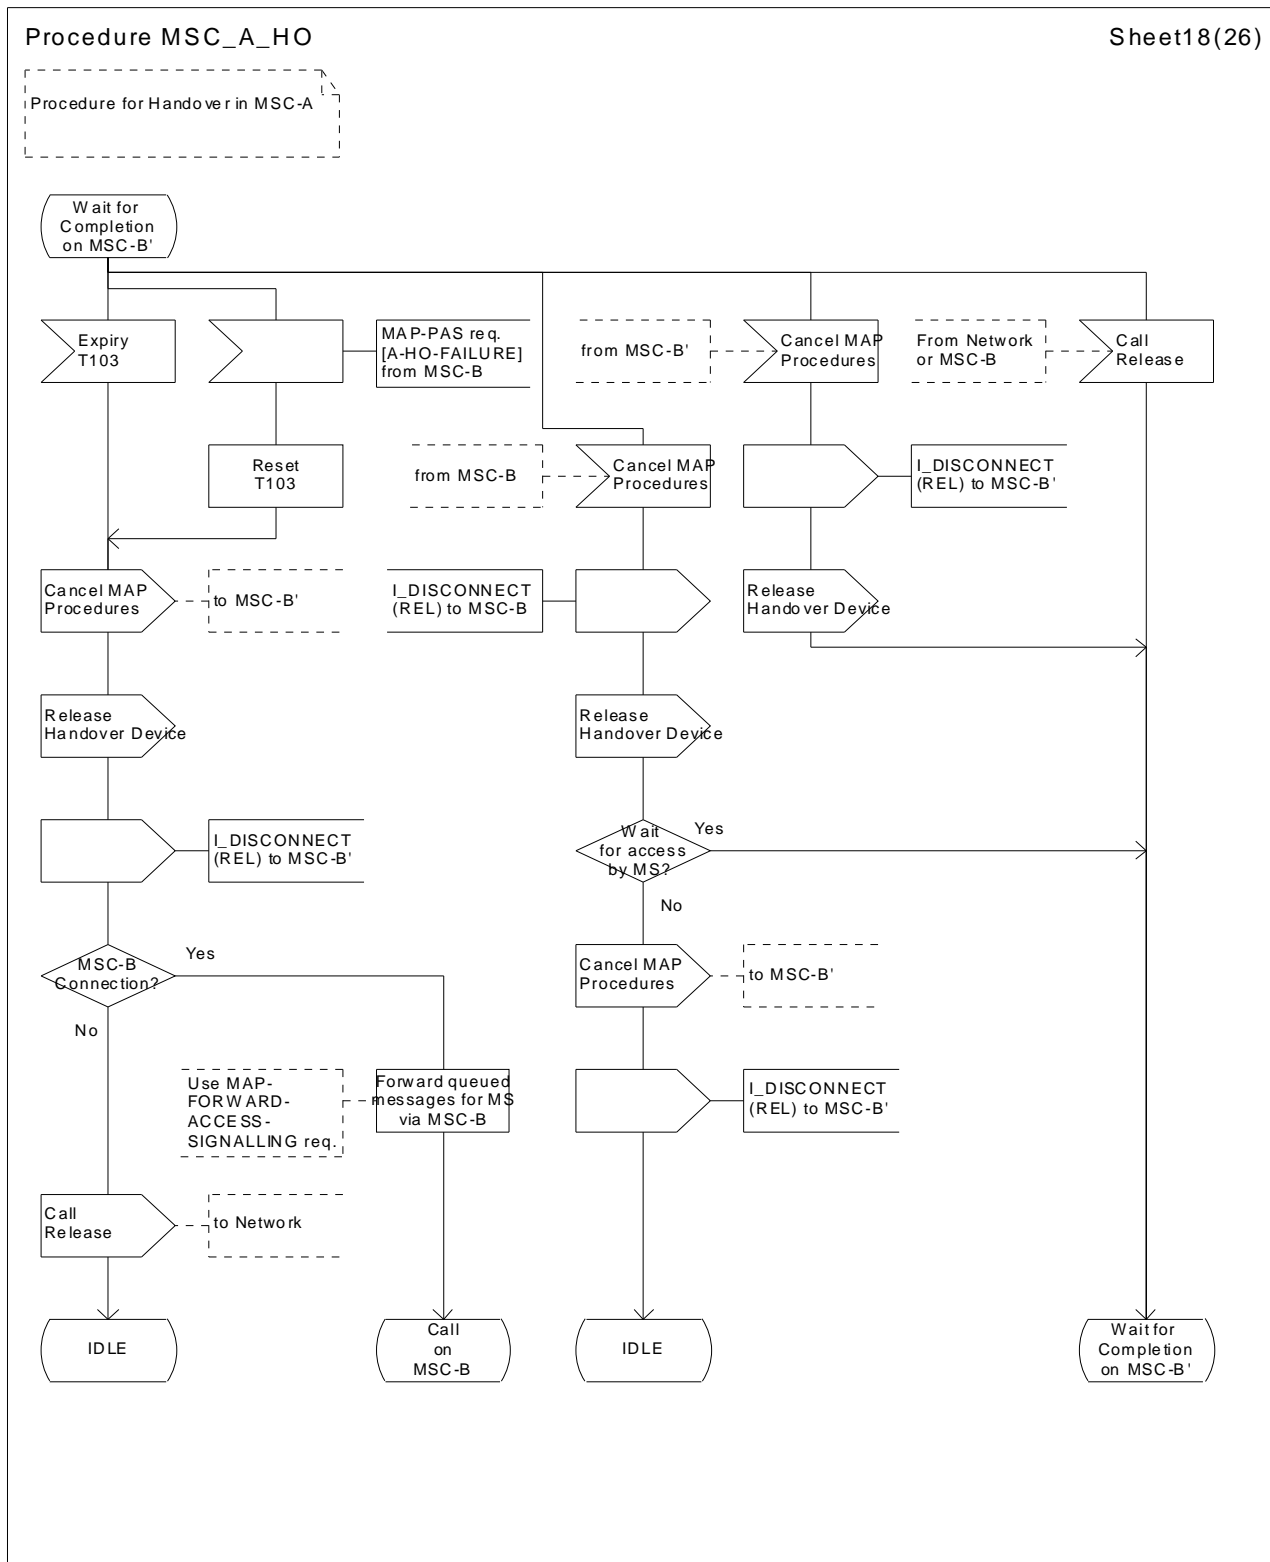 Procedure MSC_A_HO
Sheet18(26)
Procedure for Handover in MSC-A
Wait for
Completion
on MSC-B'
Expiry
T103
MAP-PAS req.
[A-HO-FAILURE]
from MSC-B
from MSC-B'
Cancel MAP
Procedures
From Network
or MSC-B
Call
Release
Reset
T103
from MSC-B
Cancel MAP
Procedures
I_DISCONNECT
(REL) to MSC-B'
Cancel MAP
Procedures
to MSC-B'
I_DISCONNECT
(REL) to MSC-B
Release
Handover Device
Release
Handover Device
Release
Handover Device
I_DISCONNECT
(REL) to MSC-B'
Wait
for access
by MS?
Yes
No
MSC-B
Connection?
Yes
No
Cancel MAP
Procedures
to MSC-B'
Use MAP-
FORWARD-
ACCESS-
SIGNALLING req.
Forward queued
messages for MS
via MSC-B
I_DISCONNECT
(REL) to MSC-B'
Call
Release
to Network
IDLE
Call
on
MSC-B
IDLE
Wait for
Completion
on MSC-B'